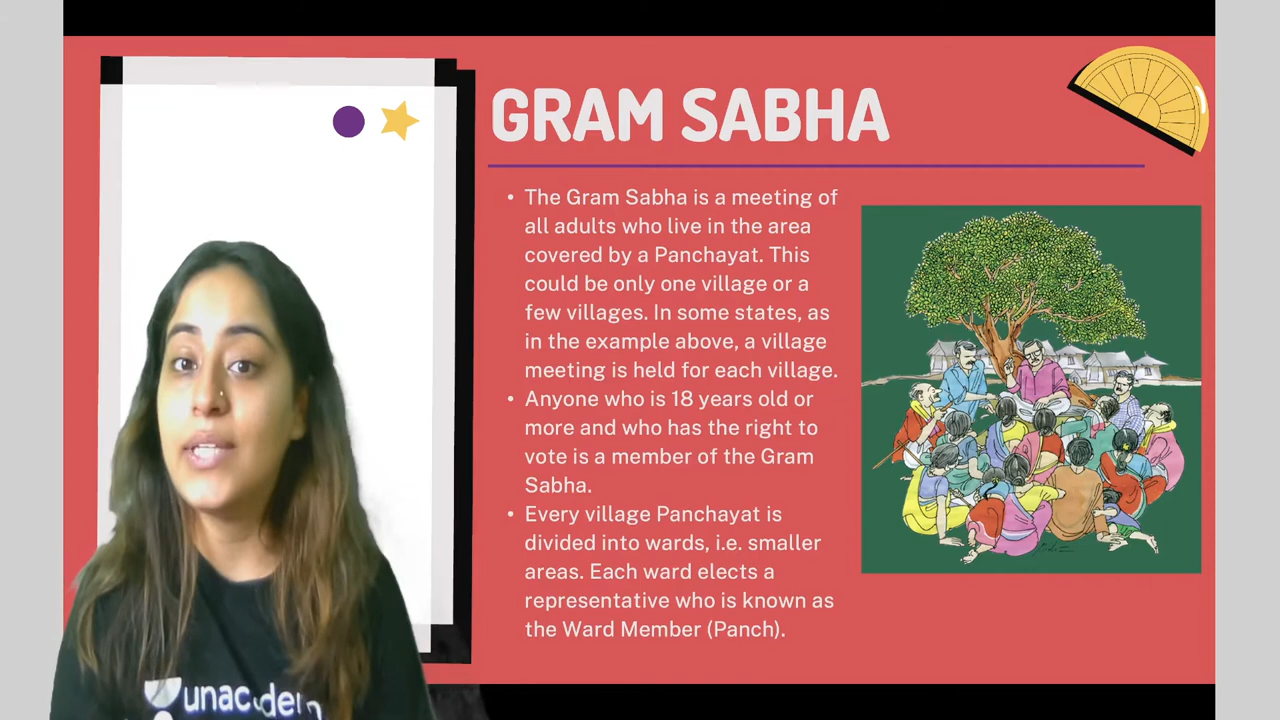 GRAM SABHA
• The Gram Sabha is a meeting of
all adults who live in the area
covered by a Panchayat. This
could be only one village or a
few villages. In some states, as
in the example above, a village
meeting is held for each village.
• Anyone who is 18 years old or
more and who has the right to
vote is a member of the Gram
Sabha.
• Every village Panchayat is
divided into wards, i.e. smaller
areas. Each ward elects a
representative who is known as
the Ward Member (Panch).